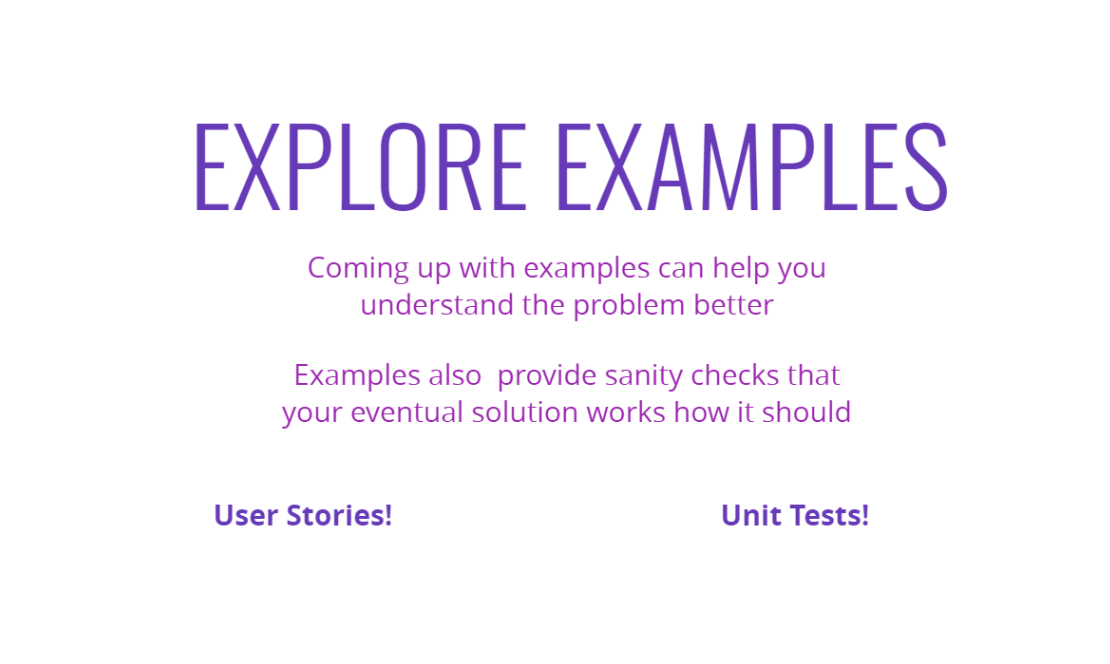 EXPLORE EXAMPLES
Coming up with examples can help you
understand the problem better
Examples also  provide sanity checks that
your eventual solution works how it should
User Stories!
Unit Tests!